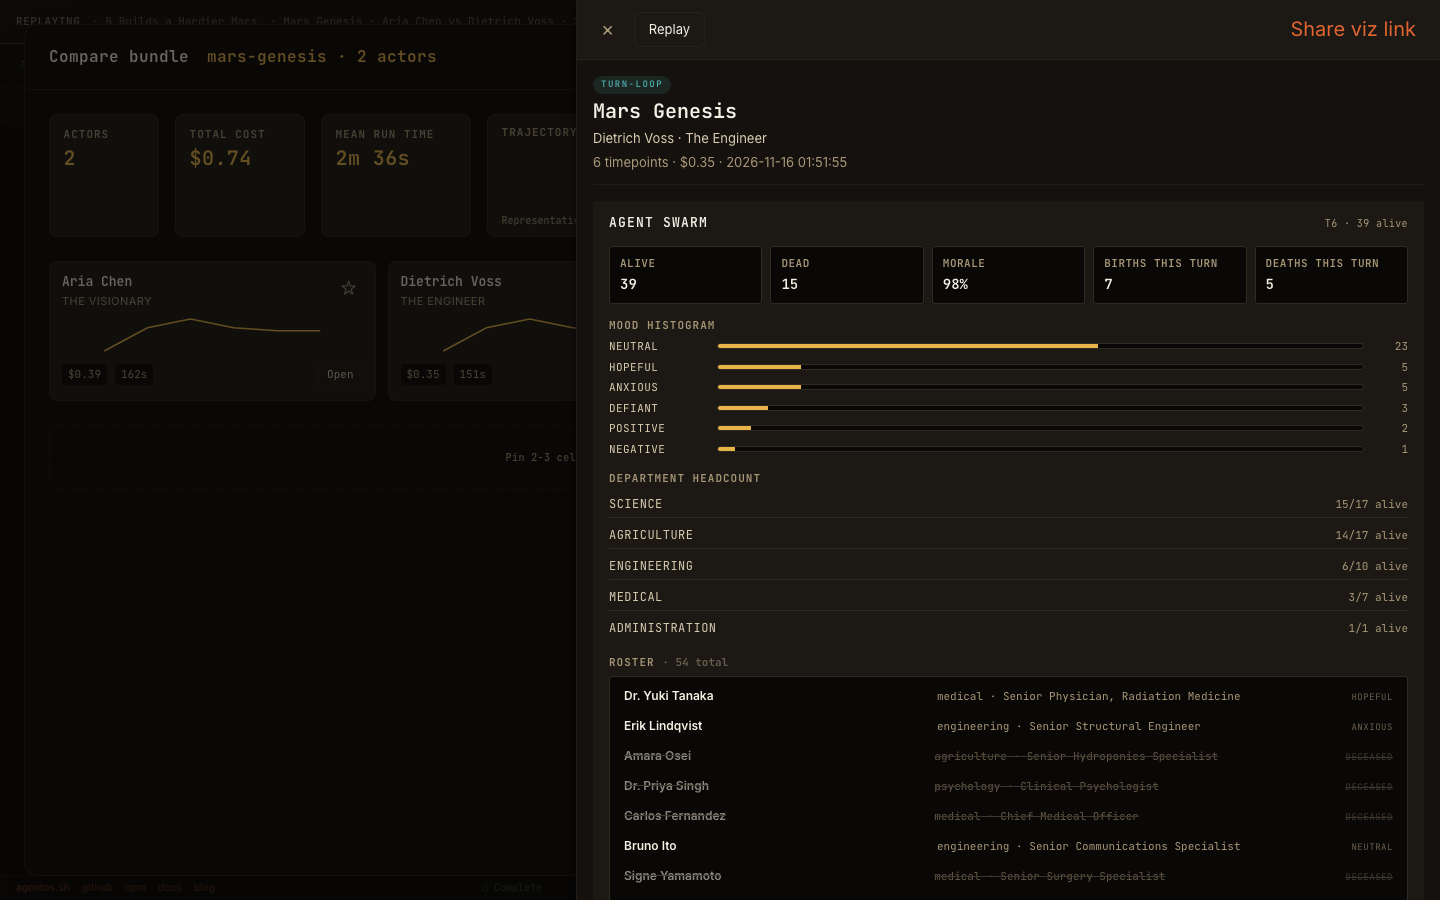 REPLAYING · B Builds a Hardier Mars · Mars Genesis · Aria Chen vs Dietrich Voss ·
Compare bundle mars-genesis · 2 actors
ACTORS
2
TOTAL COST
$0.74
MEAN RUN TIME
2m 36s
TRAJECTORY
Aria Chen
THE VISIONARY
☆
$0.39 162s Open
Dietrich Voss
THE ENGINEER
$0.35 151s
Pin 2-3
agentos.sh github npm docs blog
○ Complete
× Replay Share viz link
TURN-LOOP
Mars Genesis
Dietrich Voss · The Engineer
6 timepoints · $0.35 · 2026-11-16 01:51:55
AGENT SWARM T6 · 39 alive
ALIVE
39
DEAD
15
MORALE
98%
BIRTHS THIS TURN
7
DEATHS THIS TURN
5
MOOD HISTOGRAM
NEUTRAL 23
HOPEFUL 5
ANXIOUS 5
DEFIANT 3
POSITIVE 2
NEGATIVE 1
DEPARTMENT HEADCOUNT
SCIENCE 15/17 alive
AGRICULTURE 14/17 alive
ENGINEERING 6/10 alive
MEDICAL 3/7 alive
ADMINISTRATION 1/1 alive
ROSTER · 54 total
Dr. Yuki Tanaka medical · Senior Physician, Radiation Medicine HOPEFUL
Erik Lindqvist engineering · Senior Structural Engineer ANXIOUS
Amara Osei agriculture · Senior Hydroponics Specialist DECEASED
Dr. Priya Singh psychology · Clinical Psychologist DECEASED
Carlos Fernandez medical · Chief Medical Officer DECEASED
Bruno Ito engineering · Senior Communications Specialist NEUTRAL
Signe Yamamoto medical · Senior Surgery Specialist DECEASED